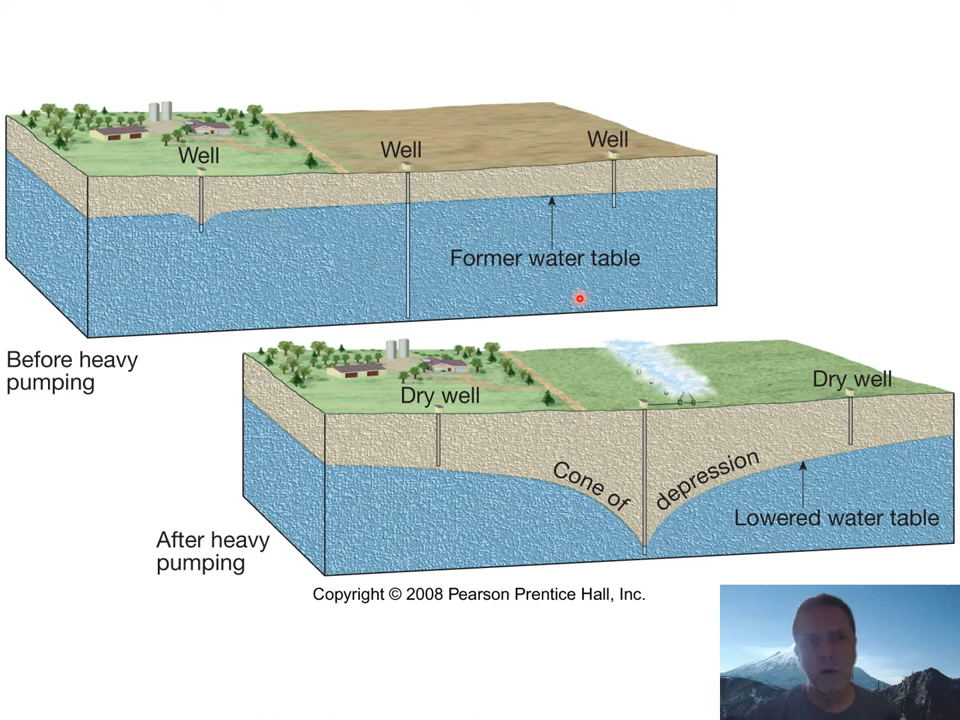 Well
Well
Well
Former water table
Before heavy
pumping
Dry well
Dry well
Cone of depression
Lowered water table
After heavy
pumping
Copyright © 2008 Pearson Prentice Hall, Inc.